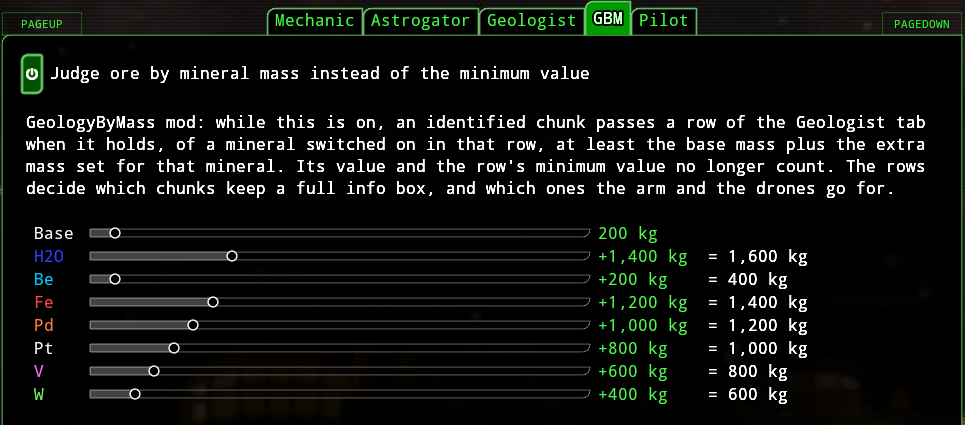 PAGEUP Mechanic Astrogator Geologist GBM Pilot PAGEDOWN
Judge ore by mineral mass instead of the minimum value
GeologyByMass mod: while this is on, an identified chunk passes a row of the Geologist tab
when it holds, of a mineral switched on in that row, at least the base mass plus the extra
mass set for that mineral. Its value and the row's minimum value no longer count. The rows
decide which chunks keep a full info box, and which ones the arm and the drones go for.
Base 200 kg
H2O +1,400 kg = 1,600 kg
Be +200 kg = 400 kg
Fe +1,200 kg = 1,400 kg
Pd +1,000 kg = 1,200 kg
Pt +800 kg = 1,000 kg
V +600 kg = 800 kg
W +400 kg = 600 kg